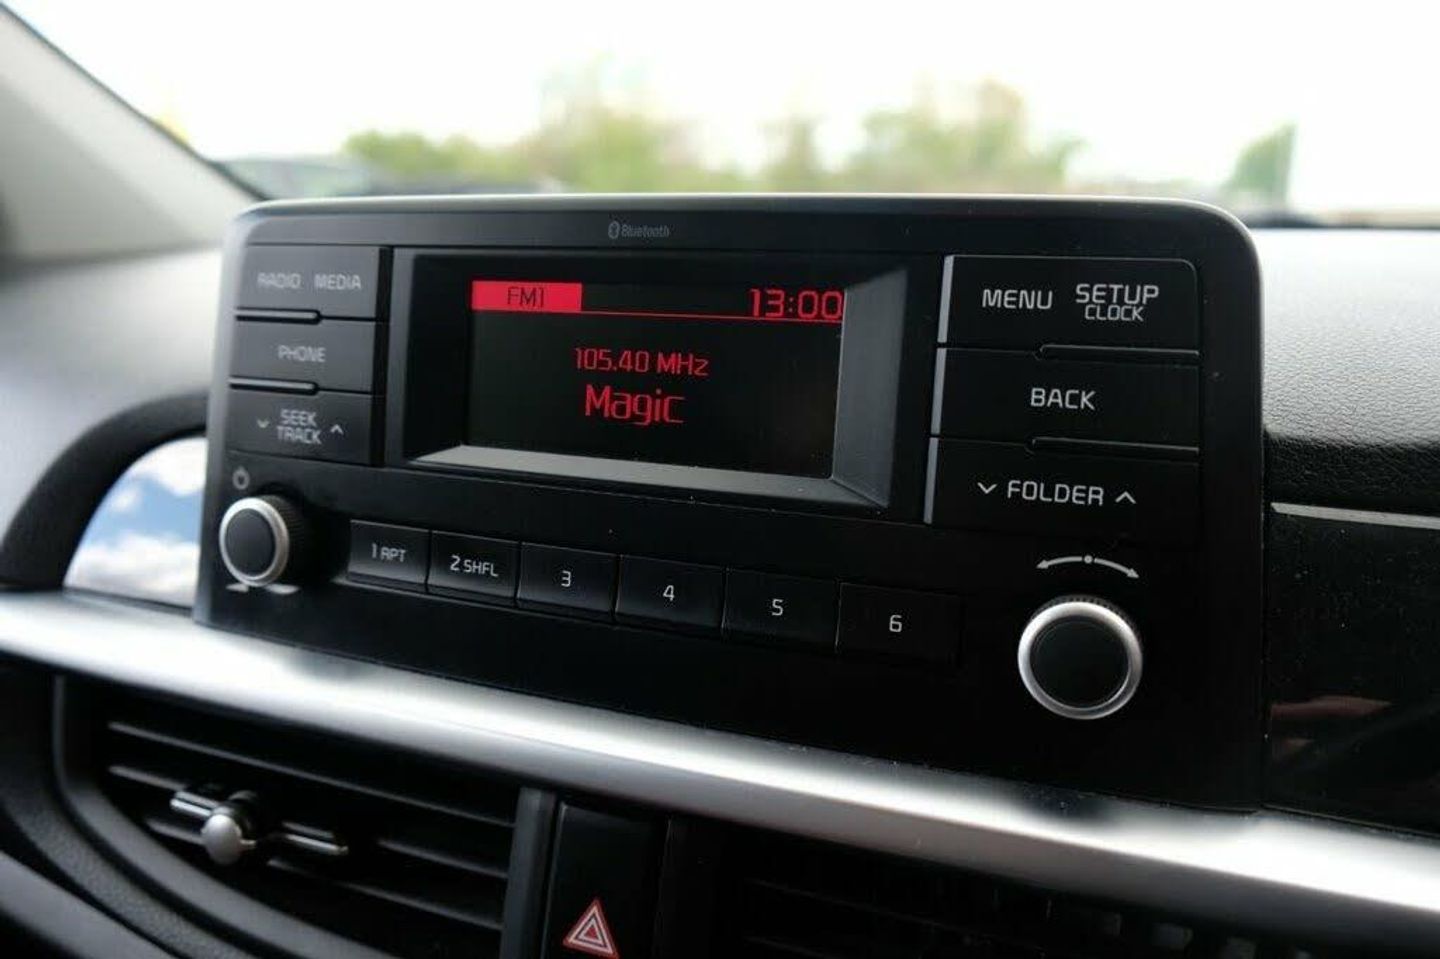 Bluetooth
RADIO MEDIA
PHONE
SEEK
TRACK
FM1 13:00
105.40 MHz
Magic
MENU SETUP
CLOCK
BACK
FOLDER
1 RPT 2 SHFL 3 4 5 6